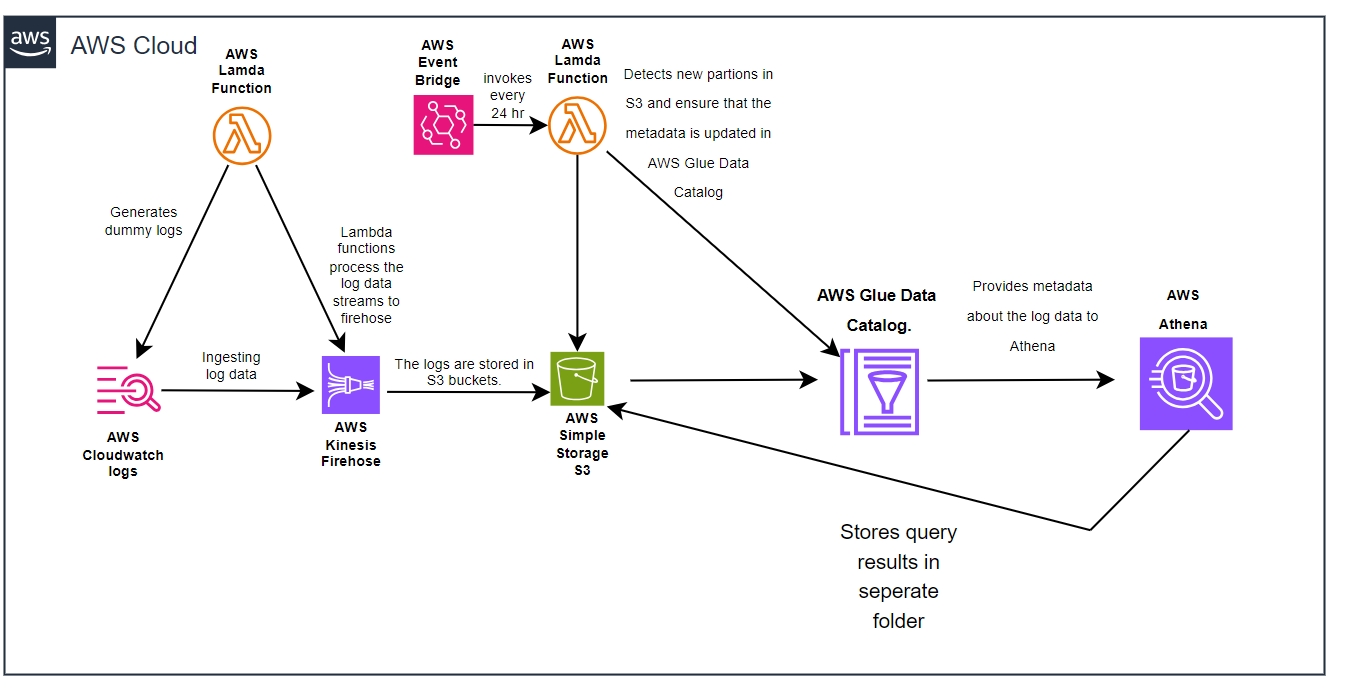 aws
AWS Cloud
AWS
Lamda
Function
AWS
Event
Bridge
invokes
every
24 hr
AWS
Lamda
Function
Detects new partions in
S3 and ensure that the
metadata is updated in
AWS Glue Data
Catalog
Generates
dummy logs
Lambda
functions
process the
log data
streams to
firehose
Ingesting
log data
The logs are stored in
S3 buckets.
AWS Glue Data
Catalog.
Provides metadata
about the log data to
Athena
AWS
Athena
AWS
Cloudwatch
logs
AWS
Kinesis
Firehose
AWS
Simple
Storage
S3
Stores query
results in
seperate
folder